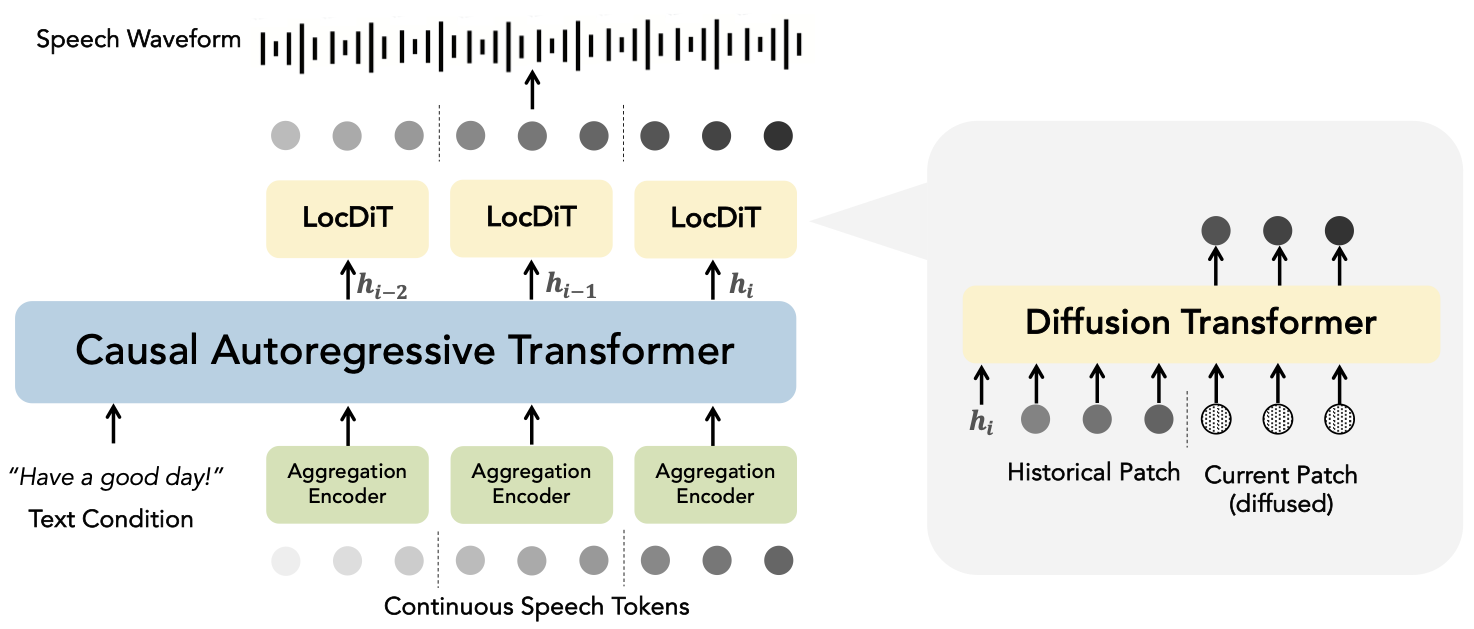 Speech Waveform
LocDiT
LocDiT
LocDiT
h_{i-2}
h_{i-1}
h_i
Causal Autoregressive Transformer
“Have a good day!”
Text Condition
Aggregation
Encoder
Aggregation
Encoder
Aggregation
Encoder
Continuous Speech Tokens
Diffusion Transformer
h_i
Historical Patch
Current Patch
(diffused)